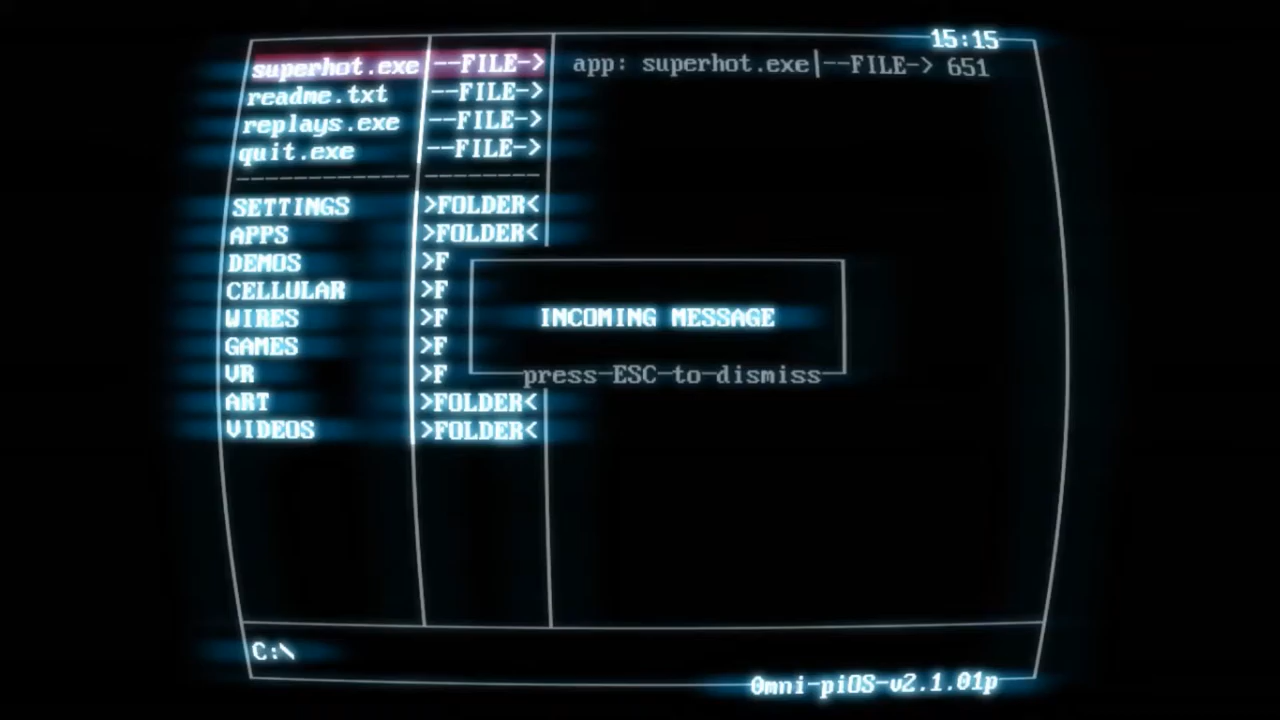 15:15
superhot.exe --FILE-> app: superhot.exe|--FILE-> 651
readme.txt --FILE->
replays.exe --FILE->
quit.exe --FILE->
------------ --------
SETTINGS >FOLDER<
APPS >FOLDER<
DEMOS >F
CELLULAR >F
WIRES >F
INCOMING MESSAGE
GAMES >F
VR >F
press-ESC-to-dismiss
ART >FOLDER<
VIDEOS >FOLDER<
C:\
0mni-piOS-v2.1.01p